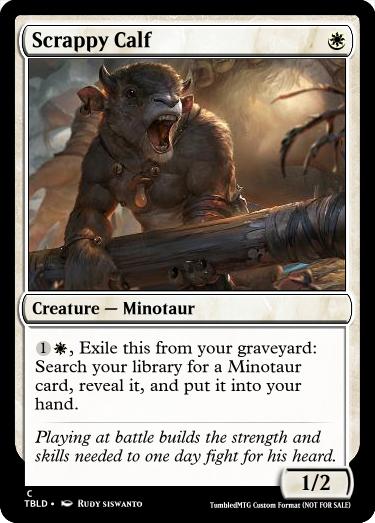 Scrappy Calf
Creature — Minotaur
1, Exile this from your graveyard:
Search your library for a Minotaur
card, reveal it, and put it into your
hand.
Playing at battle builds the strength and
skills needed to one day fight for his heard.
1/2
C
TBLD • Rudy siswanto
TumbledMTG Custom Format (NOT FOR SALE)